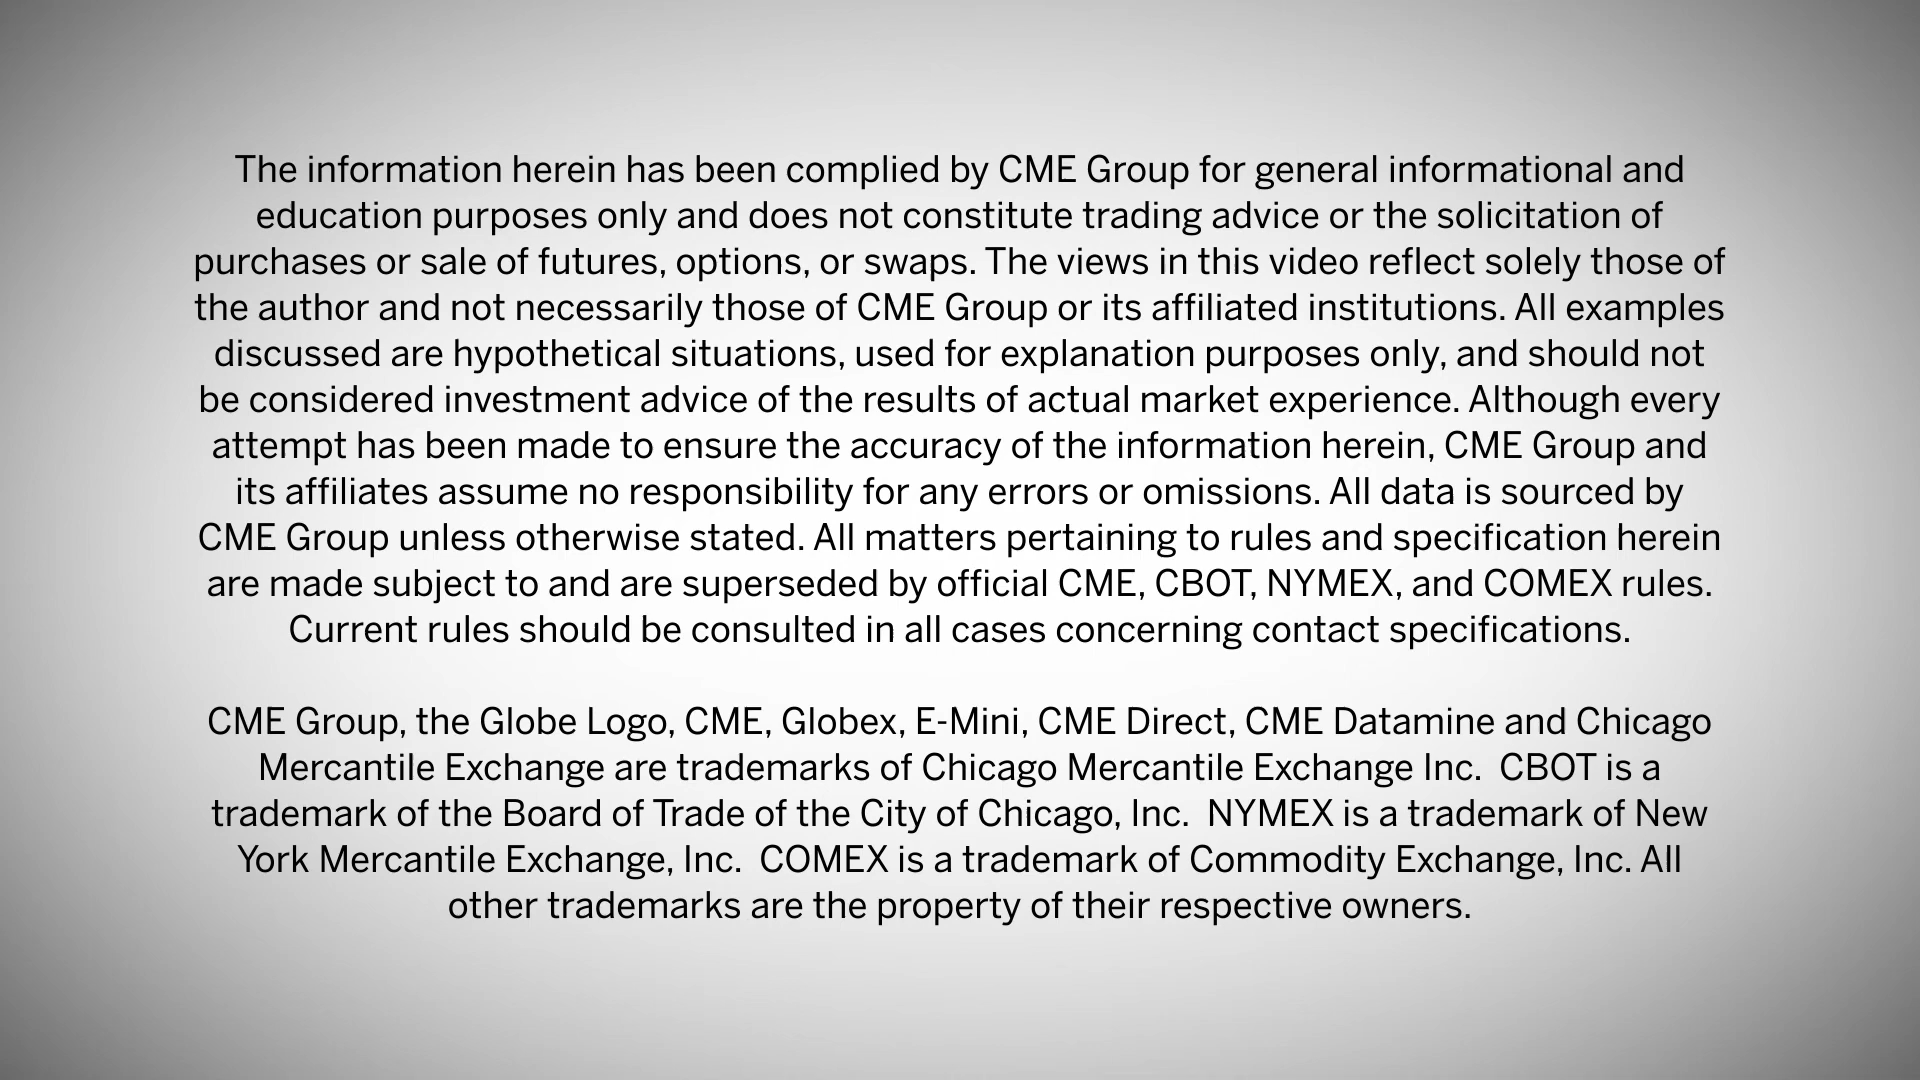 The information herein has been complied by CME Group for general informational and
education purposes only and does not constitute trading advice or the solicitation of
purchases or sale of futures, options, or swaps. The views in this video reflect solely those of
the author and not necessarily those of CME Group or its affiliated institutions. All examples
discussed are hypothetical situations, used for explanation purposes only, and should not
be considered investment advice of the results of actual market experience. Although every
attempt has been made to ensure the accuracy of the information herein, CME Group and
its affiliates assume no responsibility for any errors or omissions. All data is sourced by
CME Group unless otherwise stated. All matters pertaining to rules and specification herein
are made subject to and are superseded by official CME, CBOT, NYMEX, and COMEX rules.
Current rules should be consulted in all cases concerning contact specifications.
CME Group, the Globe Logo, CME, Globex, E-Mini, CME Direct, CME Datamine and Chicago
Mercantile Exchange are trademarks of Chicago Mercantile Exchange Inc.  CBOT is a
trademark of the Board of Trade of the City of Chicago, Inc.  NYMEX is a trademark of New
York Mercantile Exchange, Inc.  COMEX is a trademark of Commodity Exchange, Inc. All
other trademarks are the property of their respective owners.